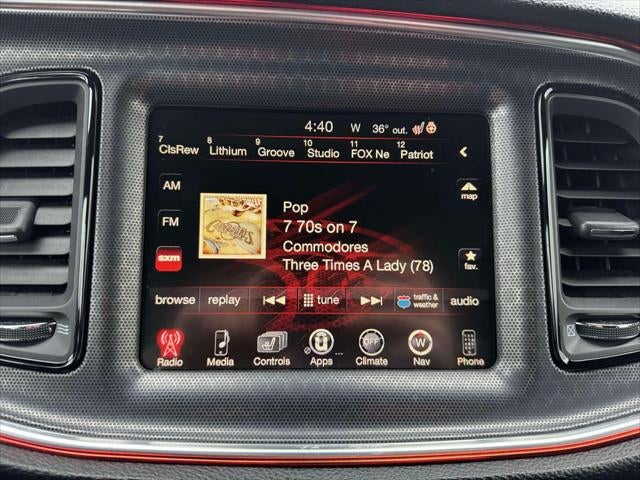 4:40 W 36° out.
7 8 9 10 11 12
ClsRew Lithium Groove Studio FOX Ne Patriot
AM
map
Pop
FM
7 70s on 7
Commodores
sxm
fav.
Three Times A Lady (78)
browse replay tune traffic & weather audio
OFF W
Radio Media Controls Apps ... Climate Nav Phone